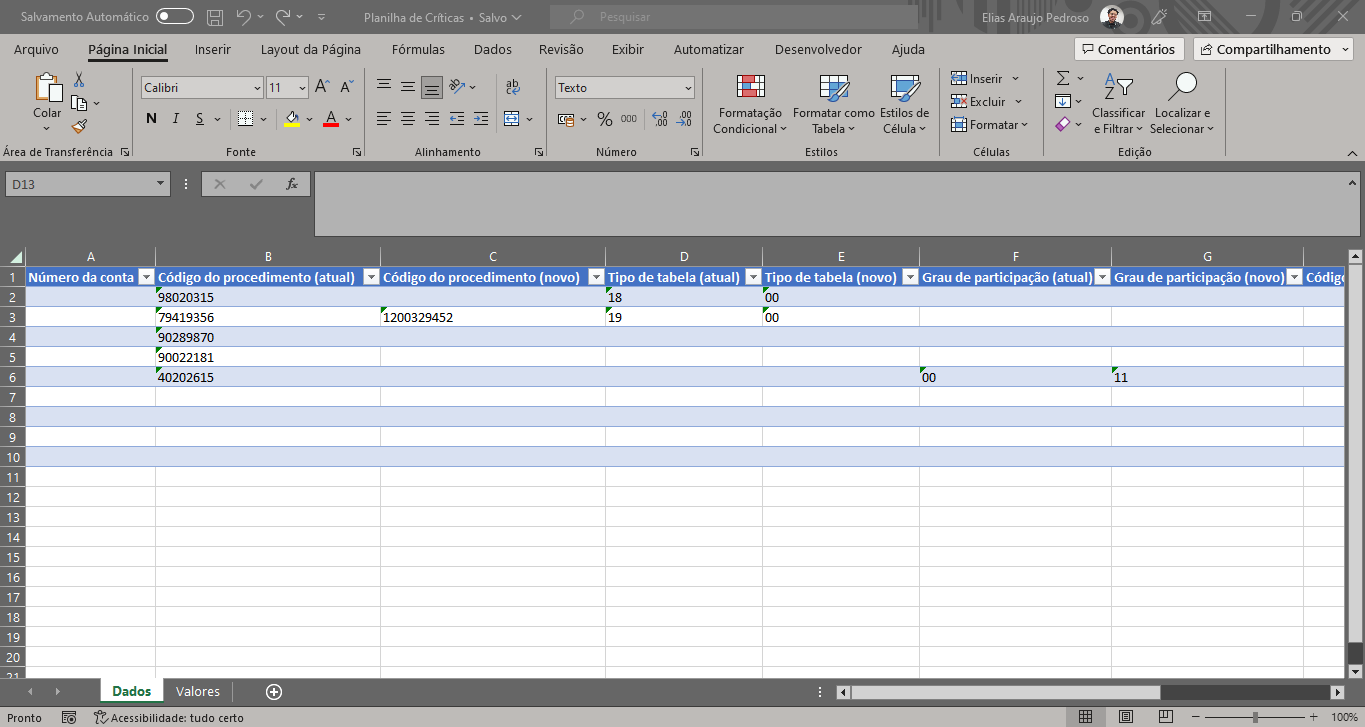 Salvamento Automático
Planilha de Críticas • Salvo
Pesquisar
Elias Araujo Pedroso
Arquivo Página Inicial Inserir Layout da Página Fórmulas Dados Revisão Exibir Automatizar Desenvolvedor Ajuda
Comentários Compartilhamento
Colar
Área de Transferência
Calibri 11
N I S
Fonte
ab
Alinhamento
Texto
% 000
Número
Formatação Condicional
Formatar como Tabela
Estilos de Célula
Estilos
Inserir
Excluir
Formatar
Células
Classificar e Filtrar
Localizar e Selecionar
Edição
D13
fx
A B C D E F G
1 Número da conta Código do procedimento (atual) Código do procedimento (novo) Tipo de tabela (atual) Tipo de tabela (novo) Grau de participação (atual) Grau de participação (novo) Códig
2 98020315 18 00
3 79419356 1200329452 19 00
4 90289870
5 90022181
6 40202615 00 11
7
8
9
10
11
12
13
14
15
16
17
18
19
20
21
Dados Valores
Pronto
Acessibilidade: tudo certo
100%